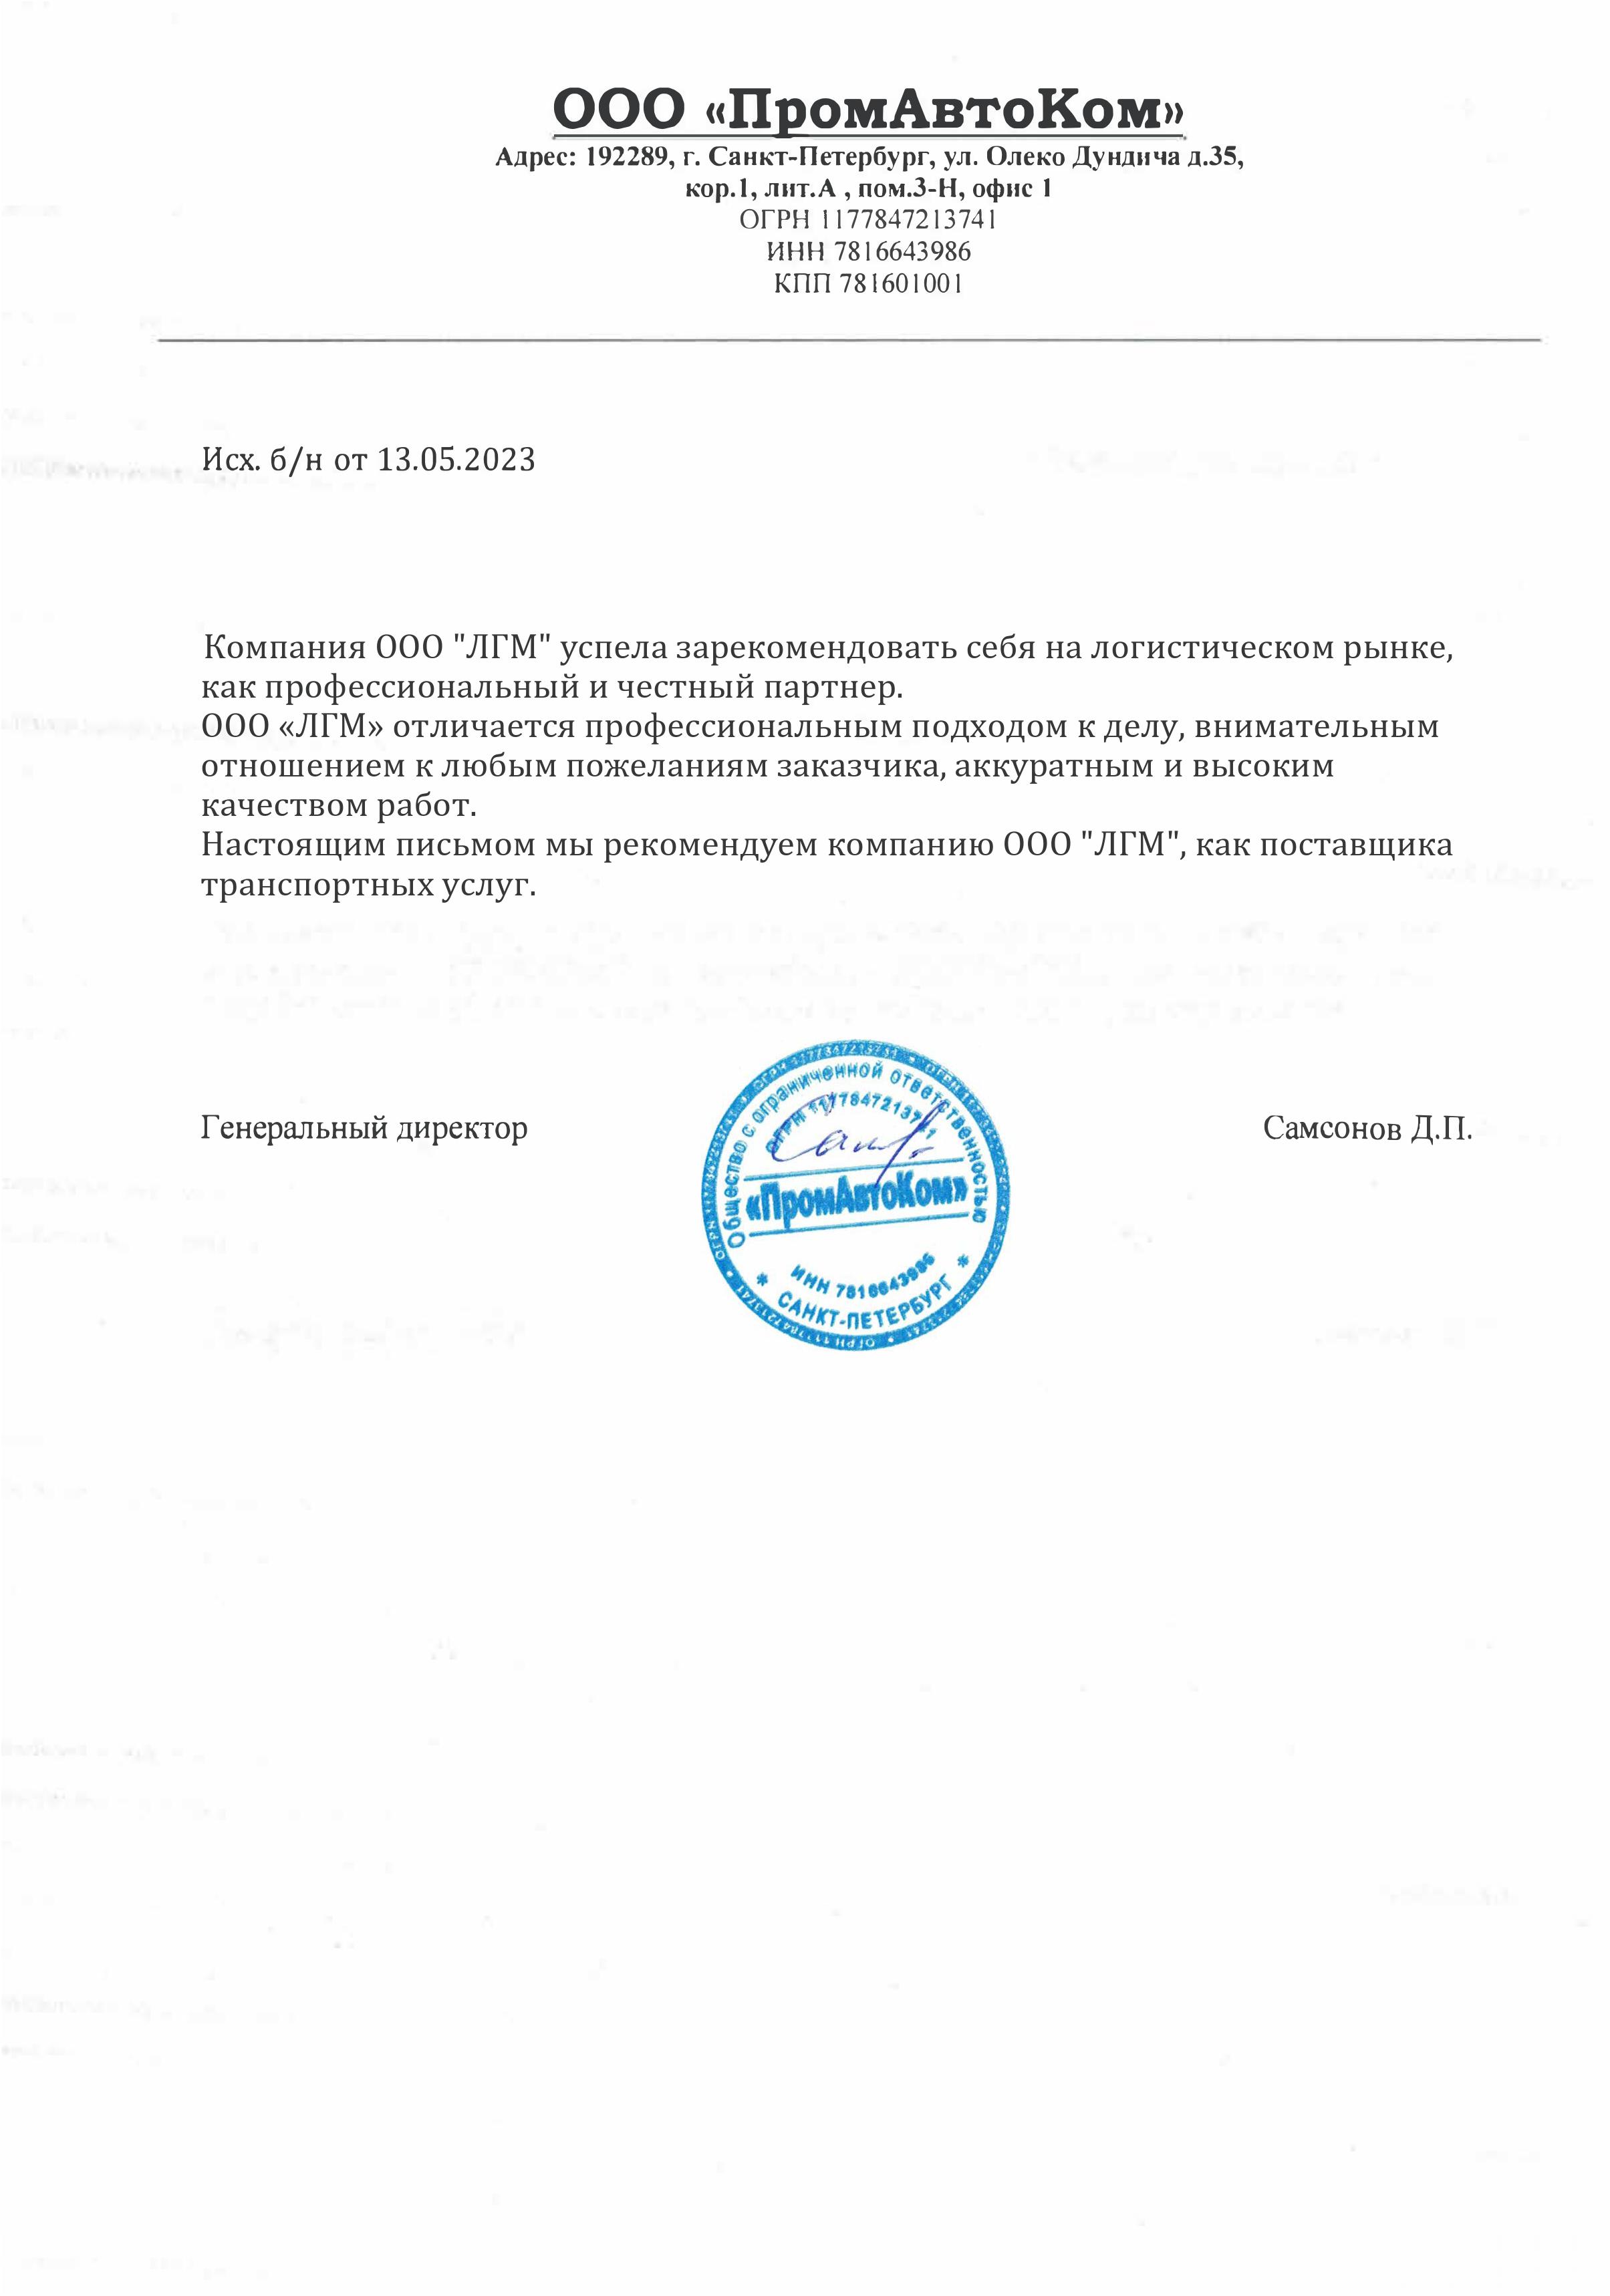 ООО «ПромАвтоКом»
Адрес: 192289, г. Санкт-Петербург, ул. Олеко Дундича д.35,
кор.1, лит.А , пом.3-Н, офис 1
ОГРН 1177847213741
ИНН 7816643986
КПП 781601001
Исх. б/н от 13.05.2023
Компания ООО "ЛГМ" успела зарекомендовать себя на логистическом рынке,
как профессиональный и честный партнер.
ООО «ЛГМ» отличается профессиональным подходом к делу, внимательным
отношением к любым пожеланиям заказчика, аккуратным и высоким
качеством работ.
Настоящим письмом мы рекомендуем компанию ООО "ЛГМ", как поставщика
транспортных услуг.
Генеральный директор
Самсонов Д.П.
Общество с ограниченной ответственностью
ОГРН 1177847213741
«ПромАвтоКом»
ИНН 7816643986
* САНКТ-ПЕТЕРБУРГ *
ОГРН 1177847213741